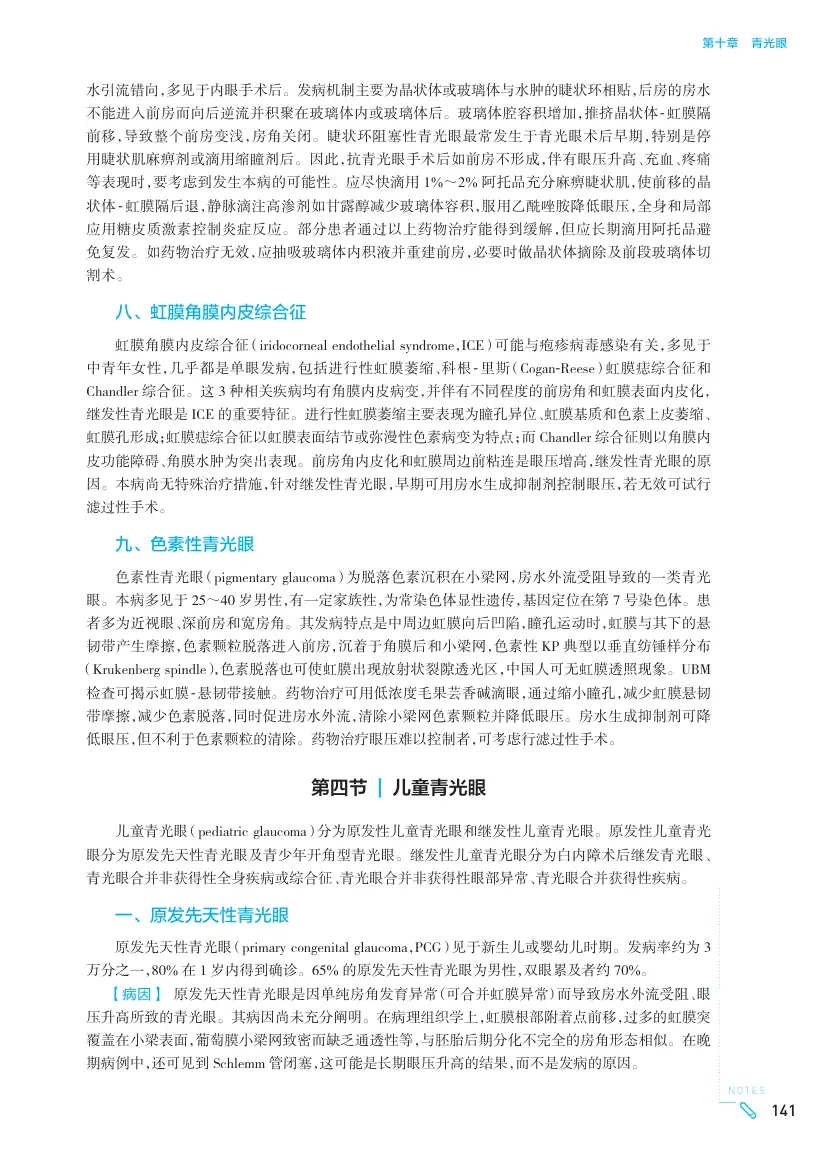 第十章 青光眼
水引流错向,多见于内眼手术后。发病机制主要为晶状体或玻璃体与水肿的睫状环相贴,后房的房水
不能进入前房而向后逆流并积聚在玻璃体内或玻璃体后。玻璃体腔容积增加,推挤晶状体-虹膜隔
前移,导致整个前房变浅,房角关闭。睫状环阻塞性青光眼最常发生于青光眼术后早期,特别是停
用睫状肌麻痹剂或滴用缩瞳剂后。因此,抗青光眼手术后如前房不形成,伴有眼压升高、充血、疼痛
等表现时,要考虑到发生本病的可能性。应尽快滴用 1%~2% 阿托品充分麻痹睫状肌,使前移的晶
状体-虹膜隔后退,静脉滴注高渗剂如甘露醇减少玻璃体容积,服用乙酰唑胺降低眼压,全身和局部
应用糖皮质激素控制炎症反应。部分患者通过以上药物治疗能得到缓解,但应长期滴用阿托品避
免复发。如药物治疗无效,应抽吸玻璃体内积液并重建前房,必要时做晶状体摘除及前段玻璃体切
割术。
八、虹膜角膜内皮综合征
虹膜角膜内皮综合征(iridocorneal endothelial syndrome,ICE)可能与疱疹病毒感染有关,多见于
中青年女性,几乎都是单眼发病,包括进行性虹膜萎缩、科根-里斯(Cogan-Reese)虹膜痣综合征和
Chandler 综合征。这 3 种相关疾病均有角膜内皮病变,并伴有不同程度的前房角和虹膜表面内皮化,
继发性青光眼是 ICE 的重要特征。进行性虹膜萎缩主要表现为瞳孔异位、虹膜基质和色素上皮萎缩、
虹膜孔形成;虹膜痣综合征以虹膜表面结节或弥漫性色素病变为特点;而 Chandler 综合征则以角膜内
皮功能障碍、角膜水肿为突出表现。前房角内皮化和虹膜周边前粘连是眼压增高,继发性青光眼的原
因。本病尚无特殊治疗措施,针对继发性青光眼,早期可用房水生成抑制剂控制眼压,若无效可试行
滤过性手术。
九、色素性青光眼
色素性青光眼(pigmentary glaucoma)为脱落色素沉积在小梁网,房水外流受阻导致的一类青光
眼。本病多见于 25~40 岁男性,有一定家族性,为常染色体显性遗传,基因定位在第 7 号染色体。患
者多为近视眼、深前房和宽房角。其发病特点是中周边虹膜向后凹陷,瞳孔运动时,虹膜与其下的悬
韧带产生摩擦,色素颗粒脱落进入前房,沉着于角膜后和小梁网,色素性 KP 典型以垂直纺锤样分布
(Krukenberg spindle),色素脱落也可使虹膜出现放射状裂隙透光区,中国人可无虹膜透照现象。UBM
检查可揭示虹膜-悬韧带接触。药物治疗可用低浓度毛果芸香碱滴眼,通过缩小瞳孔,减少虹膜悬韧
带摩擦,减少色素脱落,同时促进房水外流,清除小梁网色素颗粒并降低眼压。房水生成抑制剂可降
低眼压,但不利于色素颗粒的清除。药物治疗眼压难以控制者,可考虑行滤过性手术。
第四节 | 儿童青光眼
儿童青光眼(pediatric glaucoma)分为原发性儿童青光眼和继发性儿童青光眼。原发性儿童青光
眼分为原发先天性青光眼及青少年开角型青光眼。继发性儿童青光眼分为白内障术后继发青光眼、
青光眼合并非获得性全身疾病或综合征、青光眼合并非获得性眼部异常、青光眼合并获得性疾病。
一、原发先天性青光眼
原发先天性青光眼(primary congenital glaucoma,PCG)见于新生儿或婴幼儿时期。发病率约为 3
万分之一,80% 在 1 岁内得到确诊。65% 的原发先天性青光眼为男性,双眼累及者约 70%。
【病因】 原发先天性青光眼是因单纯房角发育异常(可合并虹膜异常)而导致房水外流受阻、眼
压升高所致的青光眼。其病因尚未充分阐明。在病理组织学上,虹膜根部附着点前移,过多的虹膜突
覆盖在小梁表面,葡萄膜小梁网致密而缺乏通透性等,与胚胎后期分化不完全的房角形态相似。在晚
期病例中,还可见到 Schlemm 管闭塞,这可能是长期眼压升高的结果,而不是发病的原因。
NOTES
141